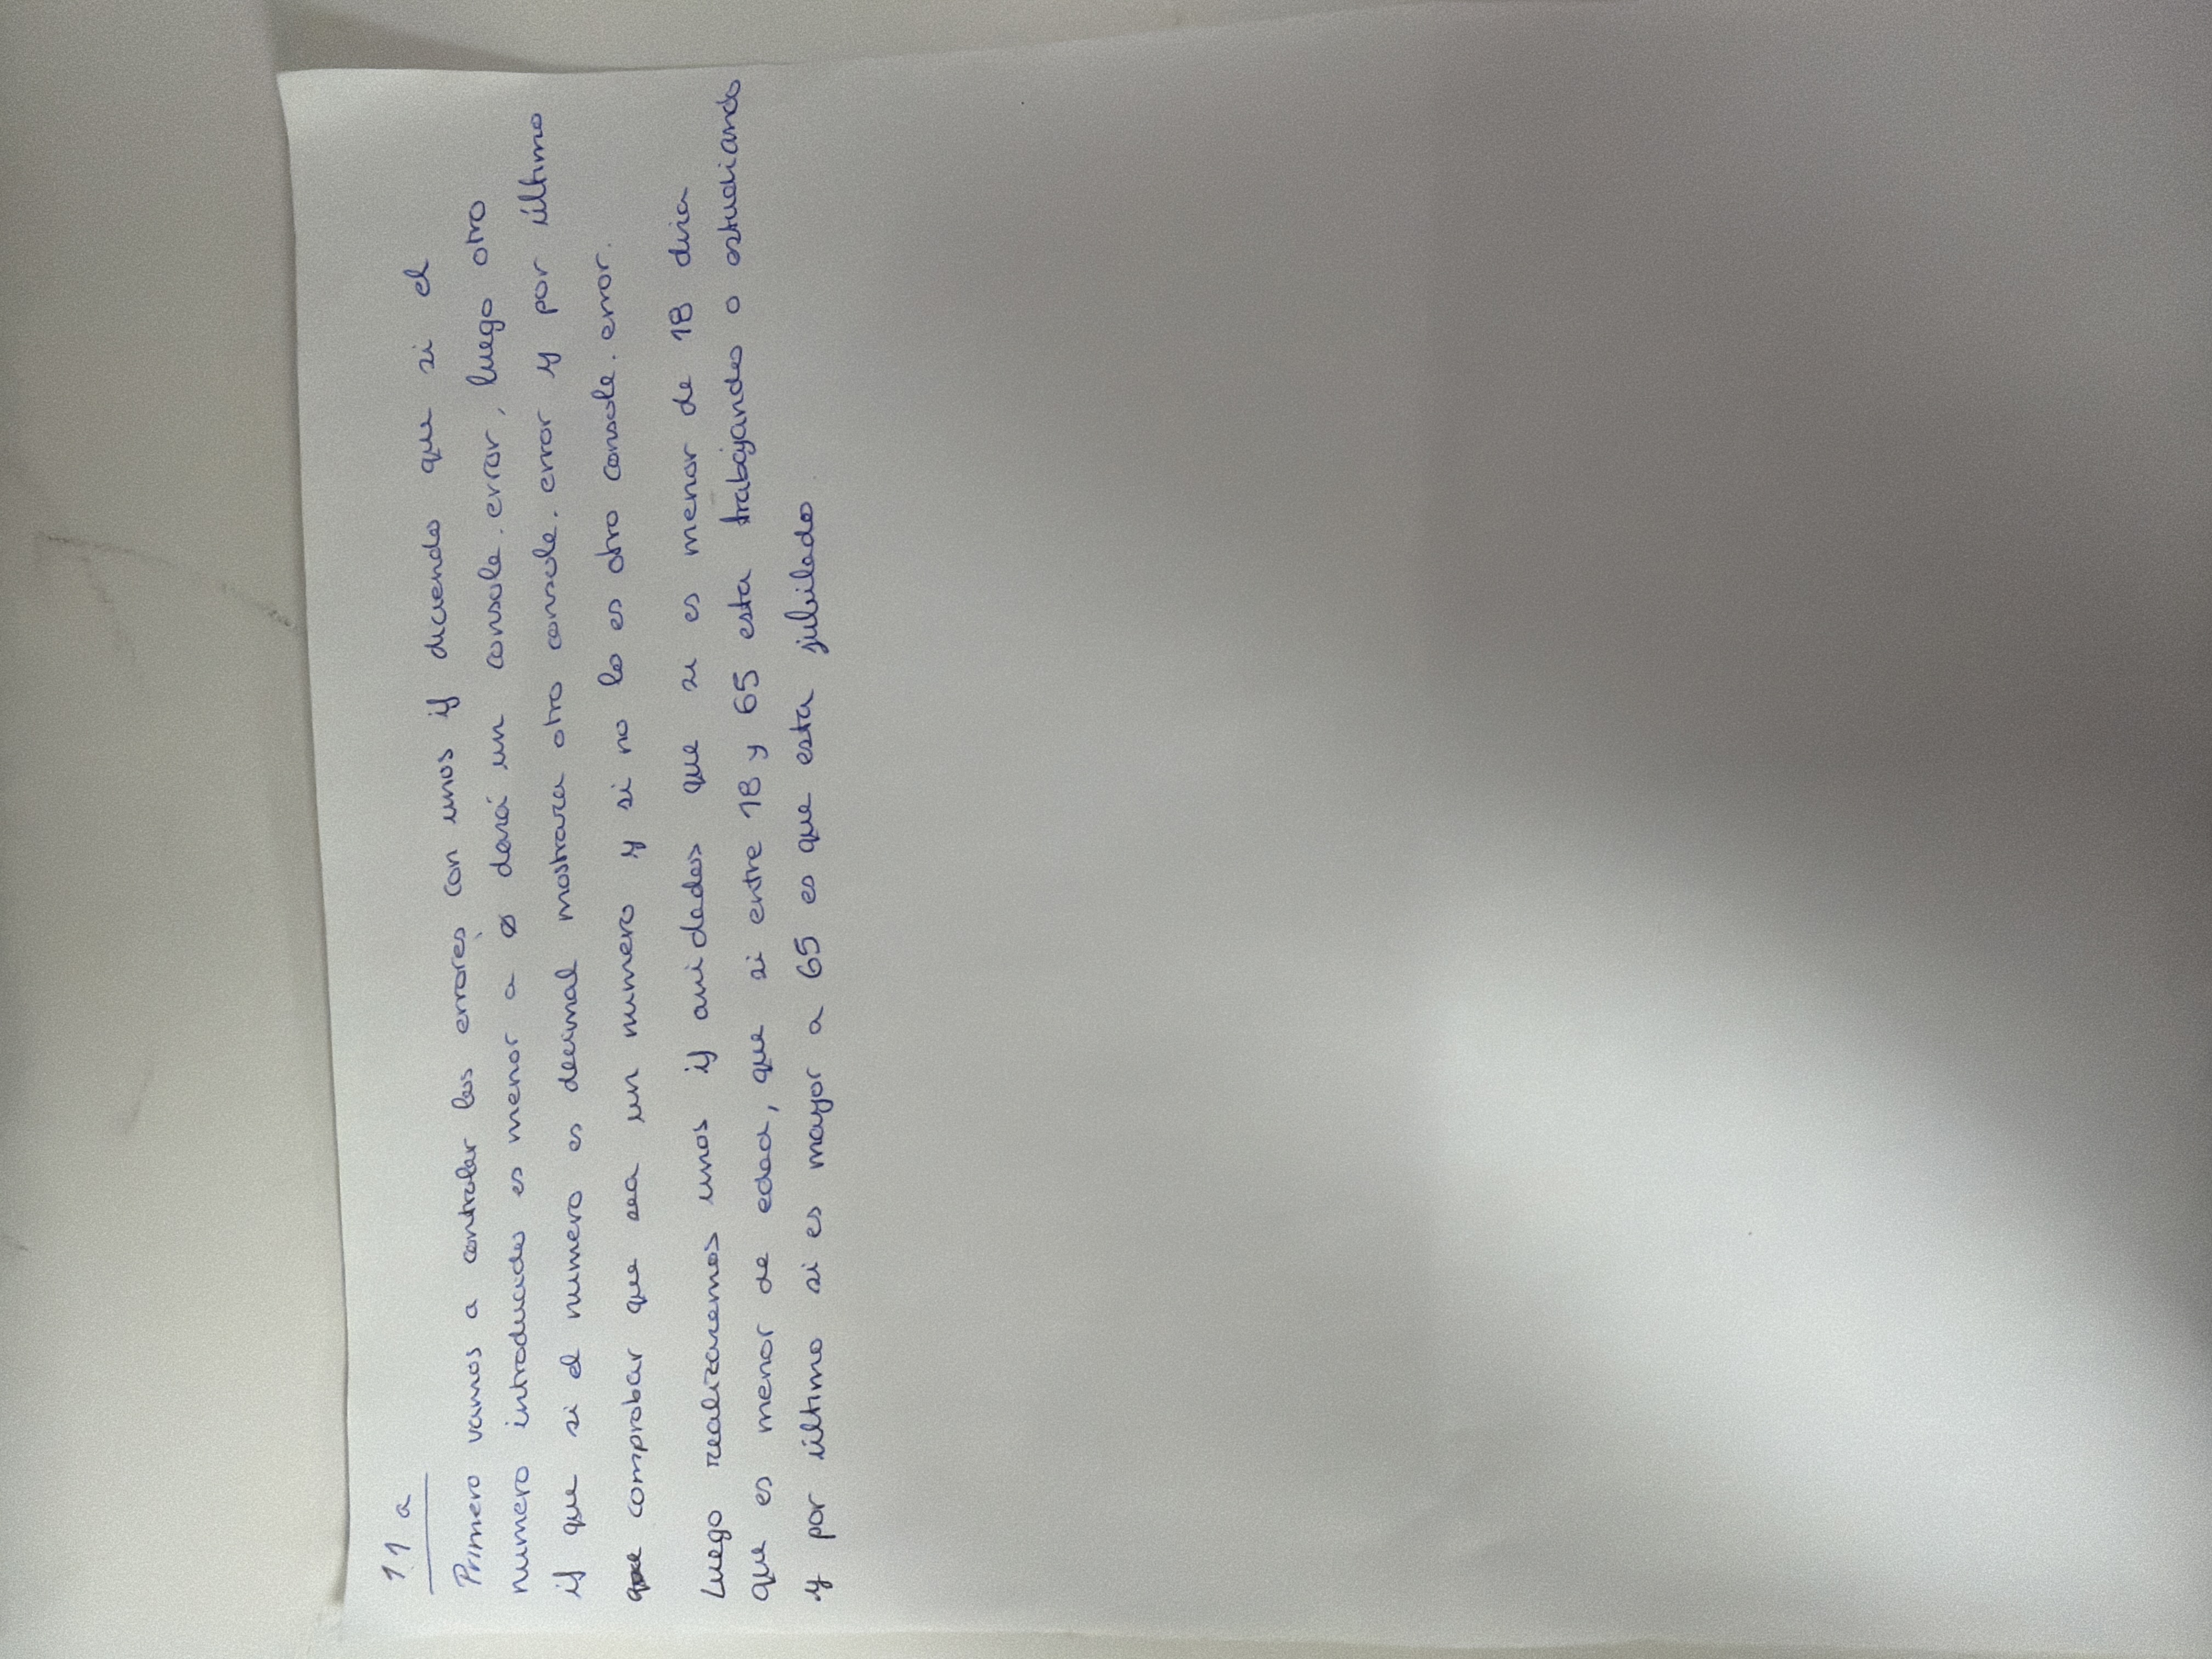 11 a
Primero vamos a controlar los errores con unos if diciendo que si el
numero introducido es menor a 0 dará un console.error, luego otro
if que si el numero es decimal mostrara otro console.error y por último
que comprobar que sea un numero y si no lo es otro console.error.
Luego realizaremos unos if anidados que si es menor de 18 dira
que es menor de edad, que si entre 18 y 65 esta trabajando o estudiando
y por último si es mayor a 65 es que esta jubilado